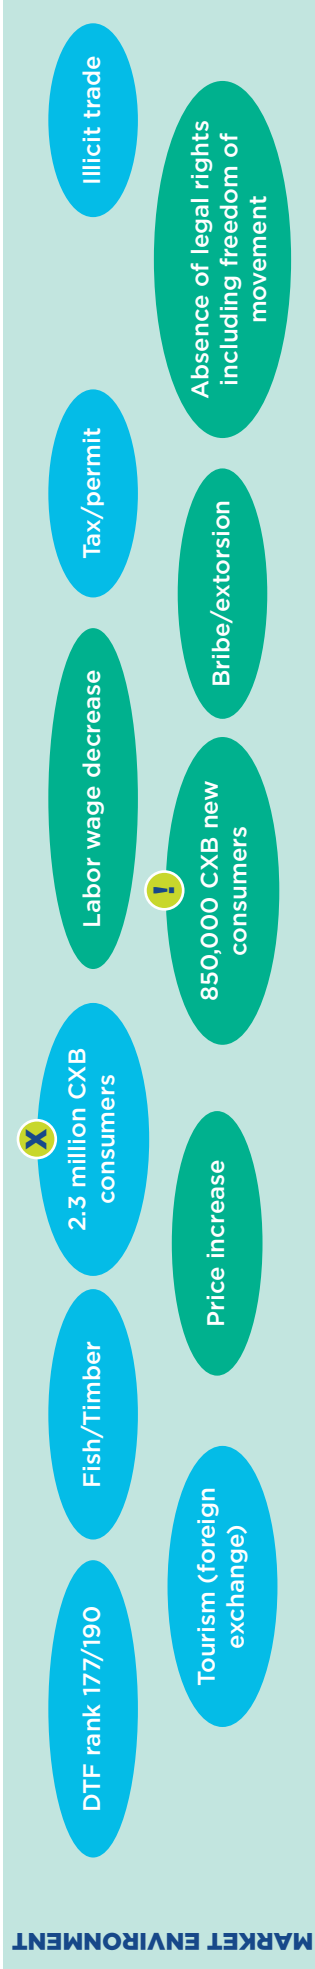 MARKET ENVIRONMENT
DTF rank 177/190
Fish/Timber
X
2.3 million CXB
consumers
Labor wage decrease
Tax/permit
Illicit trade
Tourism (foreign
exchange)
Price increase
!
850,000 CXB new
consumers
Bribe/extorsion
Absence of legal rights
including freedom of
movement